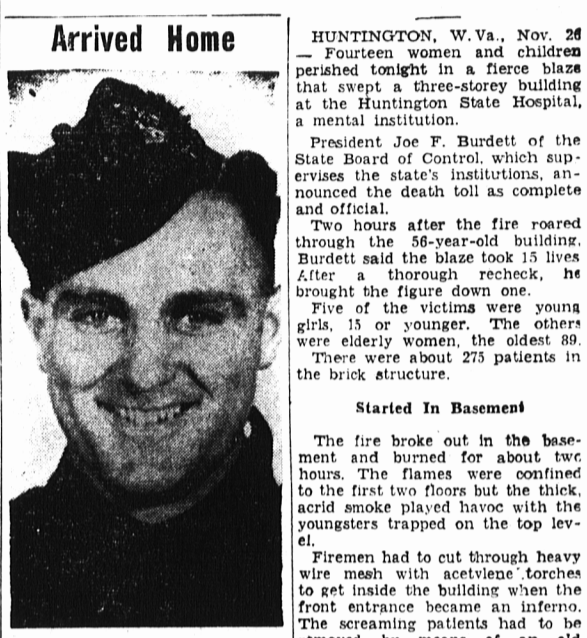 Arrived Home
HUNTINGTON, W. Va., Nov. 26
— Fourteen women and children
perished tonight in a fierce blaze
that swept a three-storey building
at the Huntington State Hospital,
a mental institution.
President Joe F. Burdett of the
State Board of Control, which sup-
ervises the state's institutions, an-
nounced the death toll as complete
and official.
Two hours after the fire roared
through the 56-year-old building,
Burdett said the blaze took 15 lives
After a thorough recheck, he
brought the figure down one.
Five of the victims were young
girls, 15 or younger. The others
were elderly women, the oldest 89.
There were about 275 patients in
the brick structure.
Started In Basement
The fire broke out in the base-
ment and burned for about two
hours. The flames were confined
to the first two floors but the thick,
acrid smoke played havoc with the
youngsters trapped on the top lev-
el.
Firemen had to cut through heavy
wire mesh with acetylene torches
to get inside the building when the
front entrance became an inferno.
The screaming patients had to be